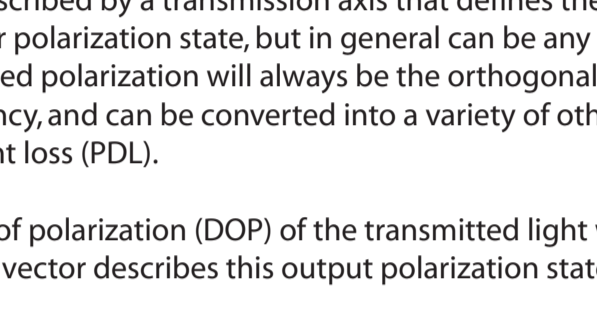 scribed by a transmission axis that defines the
r polarization state, but in general can be any
ed polarization will always be the orthogonal
ncy, and can be converted into a variety of oth
nt loss (PDL).
of polarization (DOP) of the transmitted light
vector describes this output polarization stat